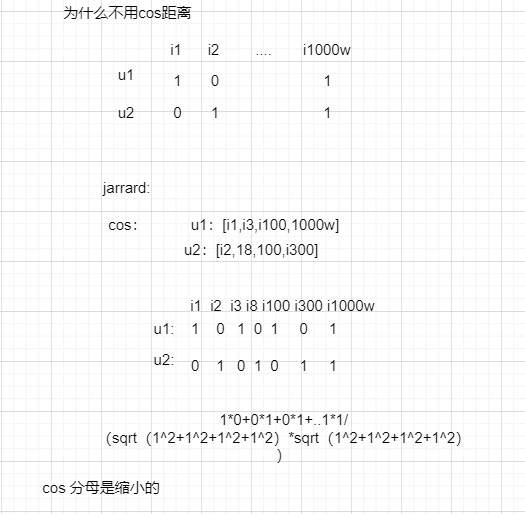 为什么不用cos距离
i1 i2 .... i1000w
u1 1 0 1
u2 0 1 1
jarrard:
cos： u1：[i1,i3,i100,1000w]
u2：[i2,18,100,i300]
i1 i2 i3 i8 i100 i300 i1000w
u1: 1 0 1 0 1 0 1
u2: 0 1 0 1 0 1 1
1*0+0*1+0*1+..1*1/
（sqrt（1^2+1^2+1^2+1^2）*sqrt（1^2+1^2+1^2+1^2）
）
cos 分母是缩小的